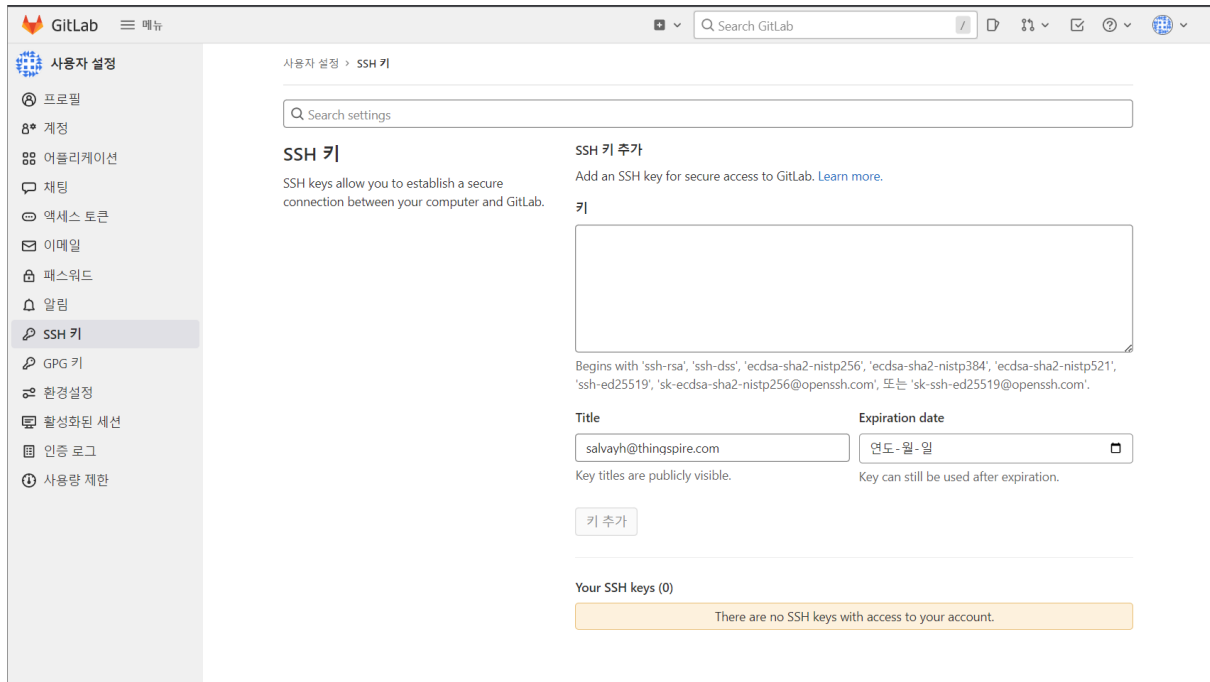 GitLab
메뉴
Search GitLab
/
사용자 설정
프로필
계정
어플리케이션
채팅
액세스 토큰
이메일
패스워드
알림
SSH 키
GPG 키
환경설정
활성화된 세션
인증 로그
사용량 제한
사용자 설정 › SSH 키
Search settings
SSH 키
SSH keys allow you to establish a secure
connection between your computer and GitLab.
SSH 키 추가
Add an SSH key for secure access to GitLab. Learn more.
키
Begins with 'ssh-rsa', 'ssh-dss', 'ecdsa-sha2-nistp256', 'ecdsa-sha2-nistp384', 'ecdsa-sha2-nistp521',
'ssh-ed25519', 'sk-ecdsa-sha2-nistp256@openssh.com', 또는 'sk-ssh-ed25519@openssh.com'.
Title
salvayh@thingspire.com
Key titles are publicly visible.
Expiration date
연도-월-일
Key can still be used after expiration.
키 추가
Your SSH keys (0)
There are no SSH keys with access to your account.